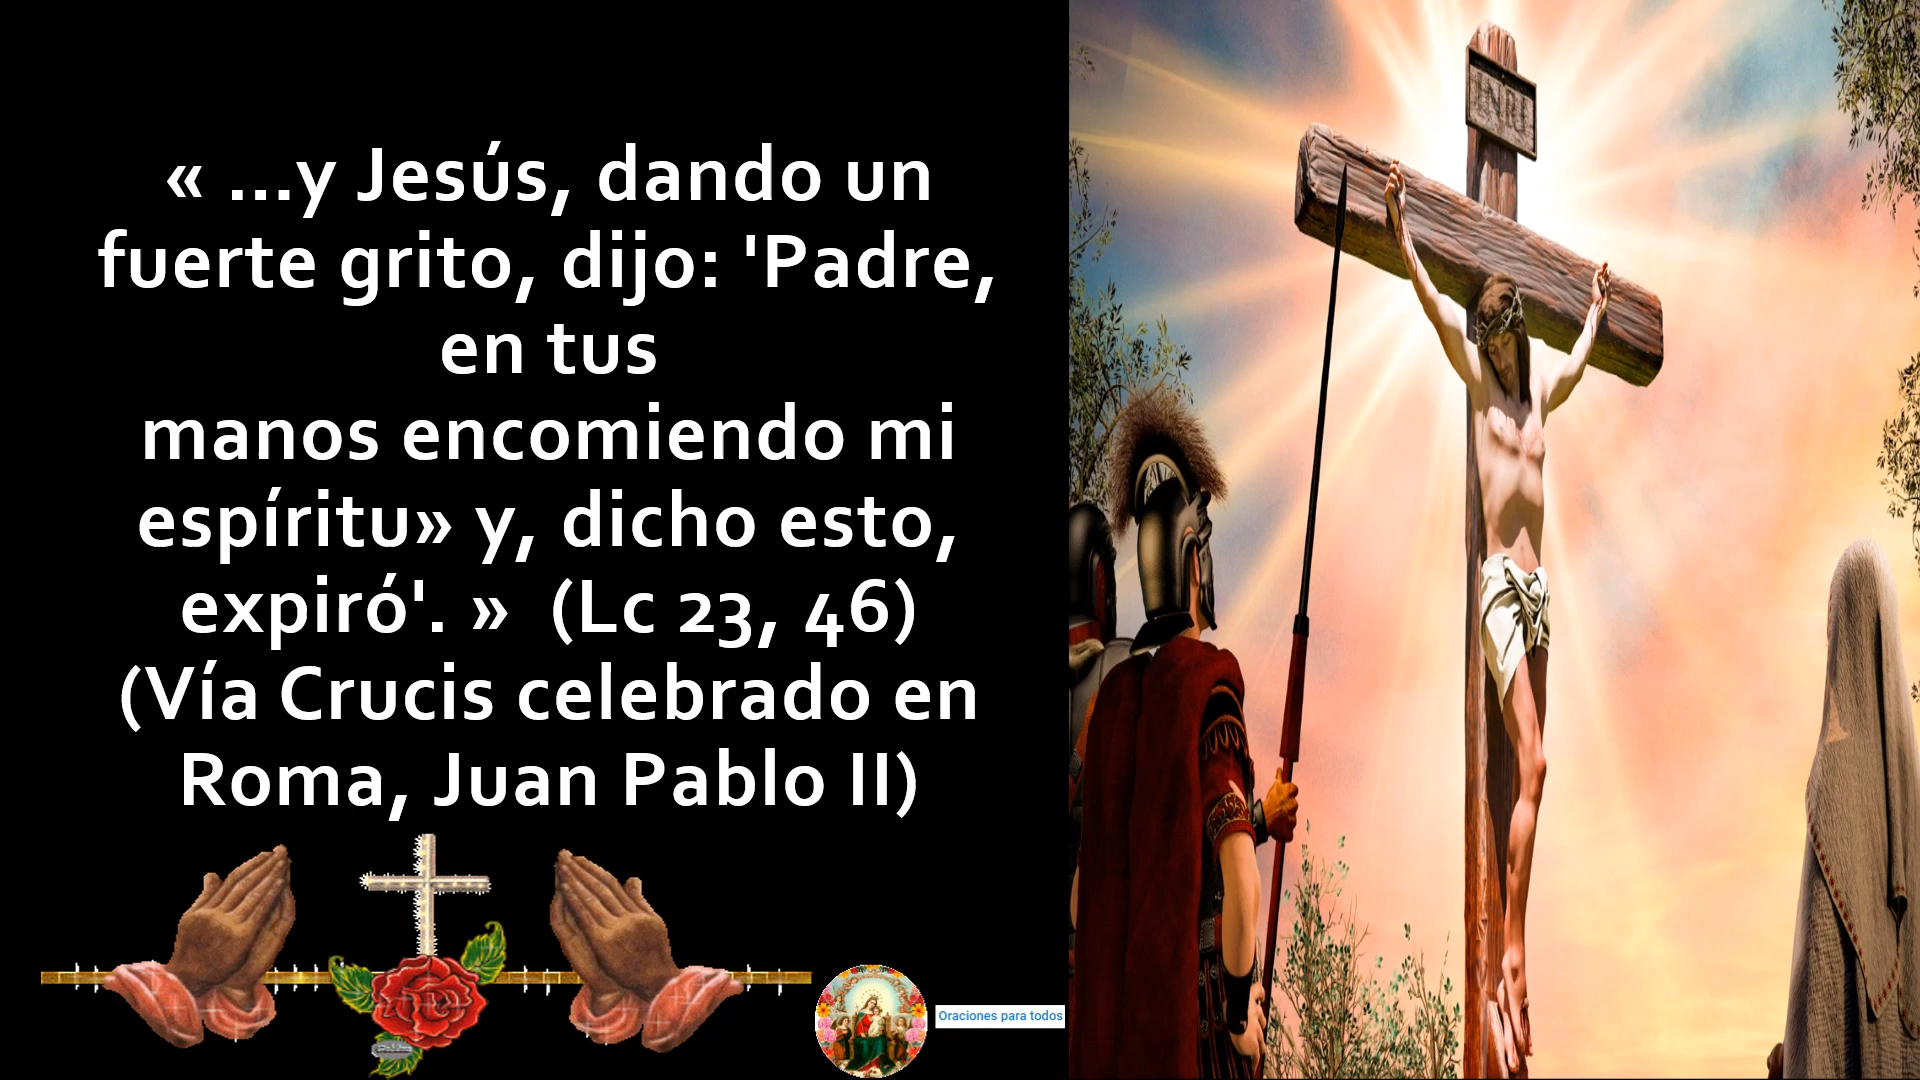 « ...y Jesús, dando un
fuerte grito, dijo: 'Padre,
en tus
manos encomiendo mi
espíritu» y, dicho esto,
expiró'. »  (Lc 23, 46)
(Vía Crucis celebrado en
Roma, Juan Pablo II)
Oraciones para todos
INRI